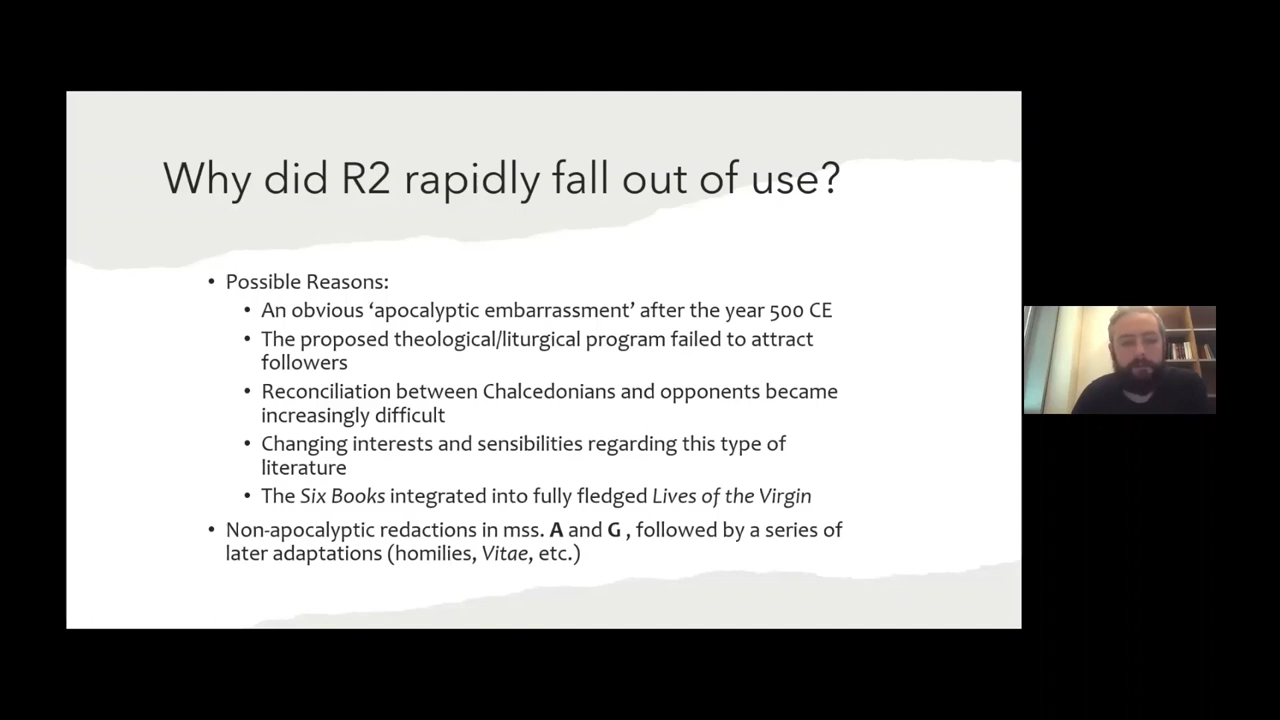 Why did R2 rapidly fall out of use?
• Possible Reasons:
• An obvious ‘apocalyptic embarrassment’ after the year 500 CE
• The proposed theological/liturgical program failed to attract
followers
• Reconciliation between Chalcedonians and opponents became
increasingly difficult
• Changing interests and sensibilities regarding this type of
literature
• The Six Books integrated into fully fledged Lives of the Virgin
• Non-apocalyptic redactions in mss. A and G , followed by a series of
later adaptations (homilies, Vitae, etc.)